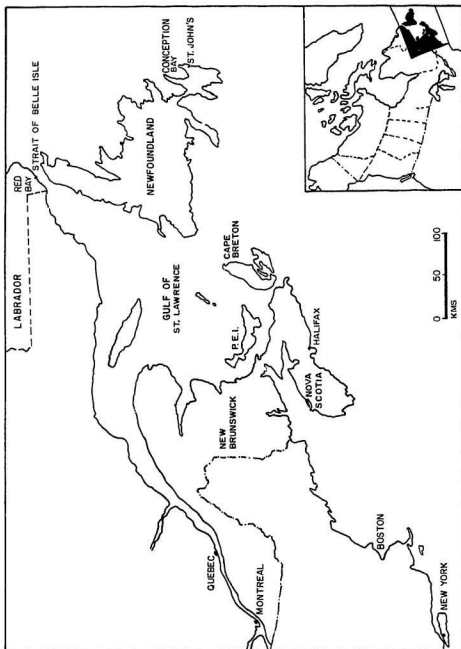 LABRADOR
RED
BAY
STRAIT OF BELLE ISLE
CONCEPTION
BAY
ST. JOHN'S
NEWFOUNDLAND
GULF OF
ST. LAWRENCE
CAPE
BRETON
P.E.I.
NEW
BRUNSWICK
NOVA
SCOTIA
HALIFAX
QUEBEC
MONTREAL
BOSTON
NEW YORK
0 50 100
KMS